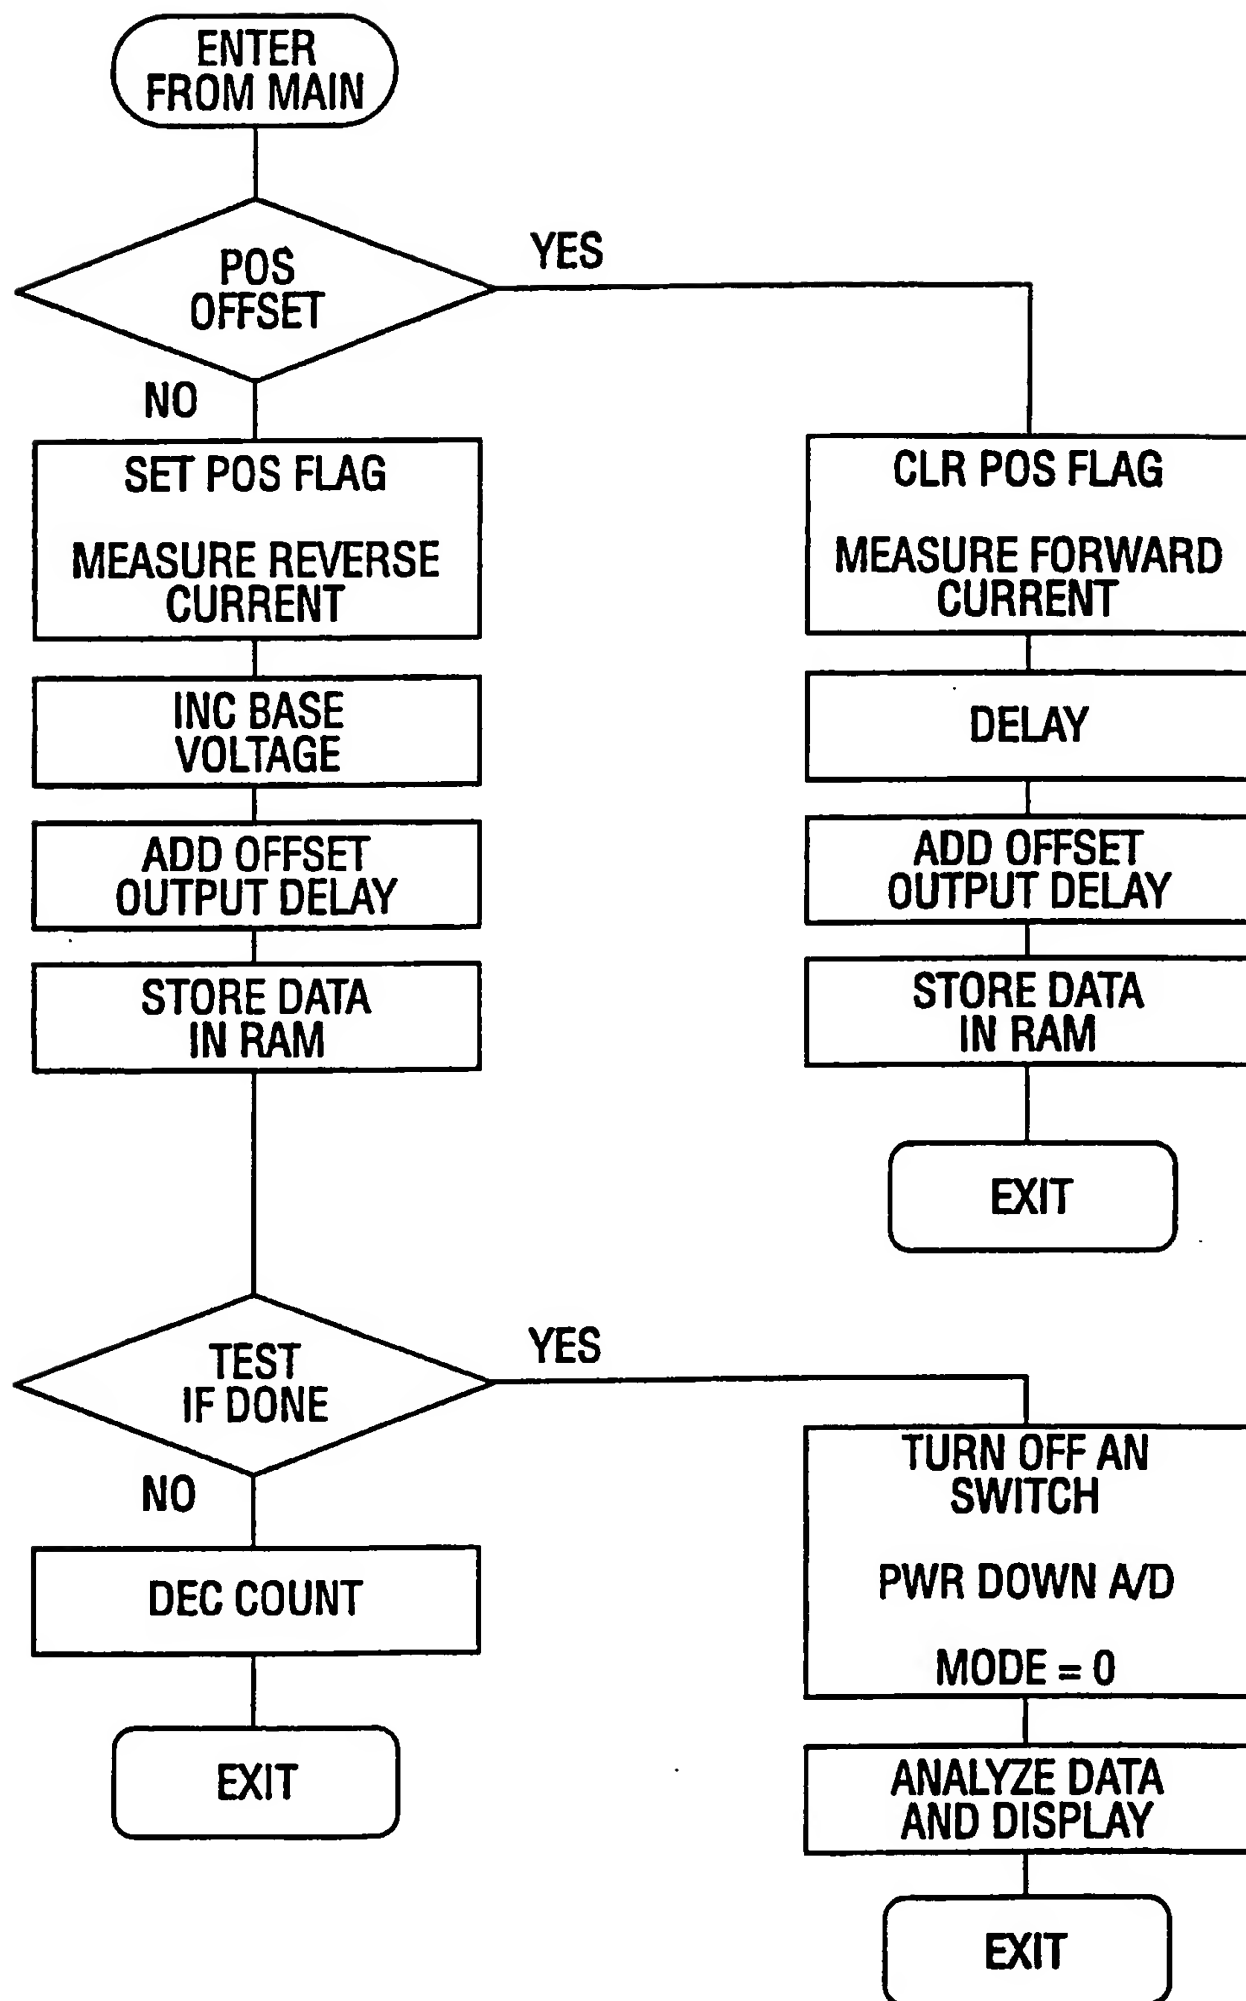 ENTER
FROM MAIN
POS
OFFSET
YES
NO
SET POS FLAG
MEASURE REVERSE
CURRENT
INC BASE
VOLTAGE
ADD OFFSET
OUTPUT DELAY
STORE DATA
IN RAM
CLR POS FLAG
MEASURE FORWARD
CURRENT
DELAY
ADD OFFSET
OUTPUT DELAY
STORE DATA
IN RAM
EXIT
TEST
IF DONE
YES
NO
DEC COUNT
EXIT
TURN OFF AN
SWITCH
PWR DOWN A/D
MODE = 0
ANALYZE DATA
AND DISPLAY
EXIT